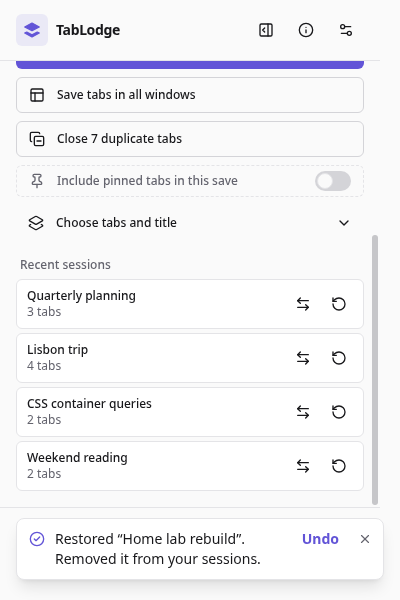 TabLodge
Save tabs in all windows
Close 7 duplicate tabs
Include pinned tabs in this save
Choose tabs and title
Recent sessions
Quarterly planning
3 tabs
Lisbon trip
4 tabs
CSS container queries
2 tabs
Weekend reading
2 tabs
Restored “Home lab rebuild”. Undo
Removed it from your sessions.